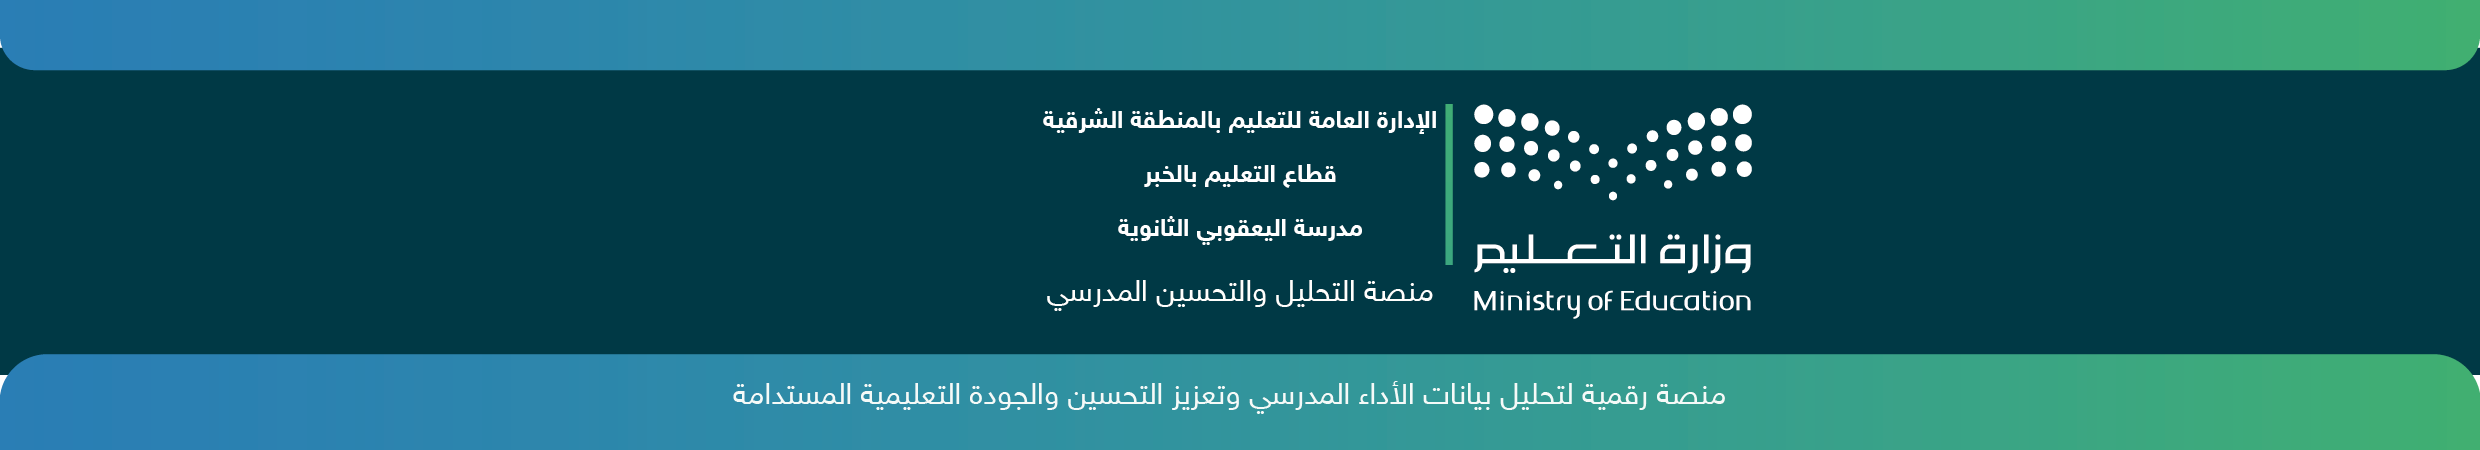 الإدارة العامة للتعليم بالمنطقة الشرقية
قطاع التعليم بالخبر
مدرسة اليعقوبي الثانوية
منصة التحليل والتحسين المدرسي
وزارة التعـــليم
Ministry of Education
منصة رقمية لتحليل بيانات الأداء المدرسي وتعزيز التحسين والجودة التعليمية المستدامة